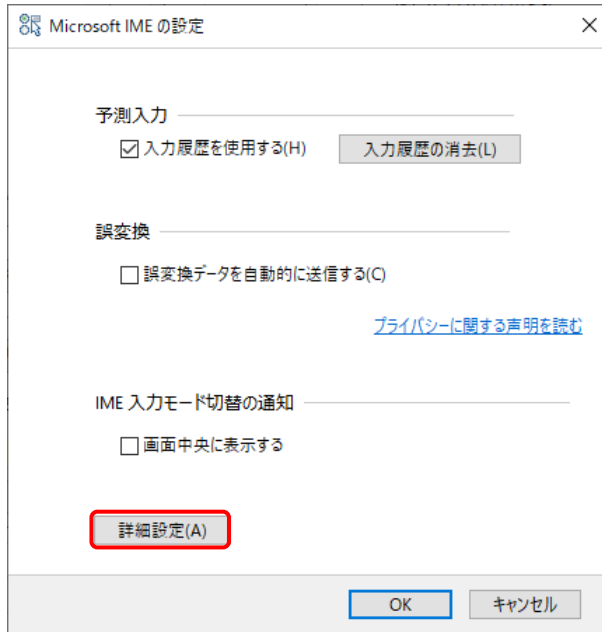 Microsoft IME の設定
予測入力
入力履歴を使用する(H)
入力履歴の消去(L)
誤変換
誤変換データを自動的に送信する(C)
プライバシーに関する声明を読む
IME 入力モード切替の通知
画面中央に表示する
詳細設定(A)
OK
キャンセル